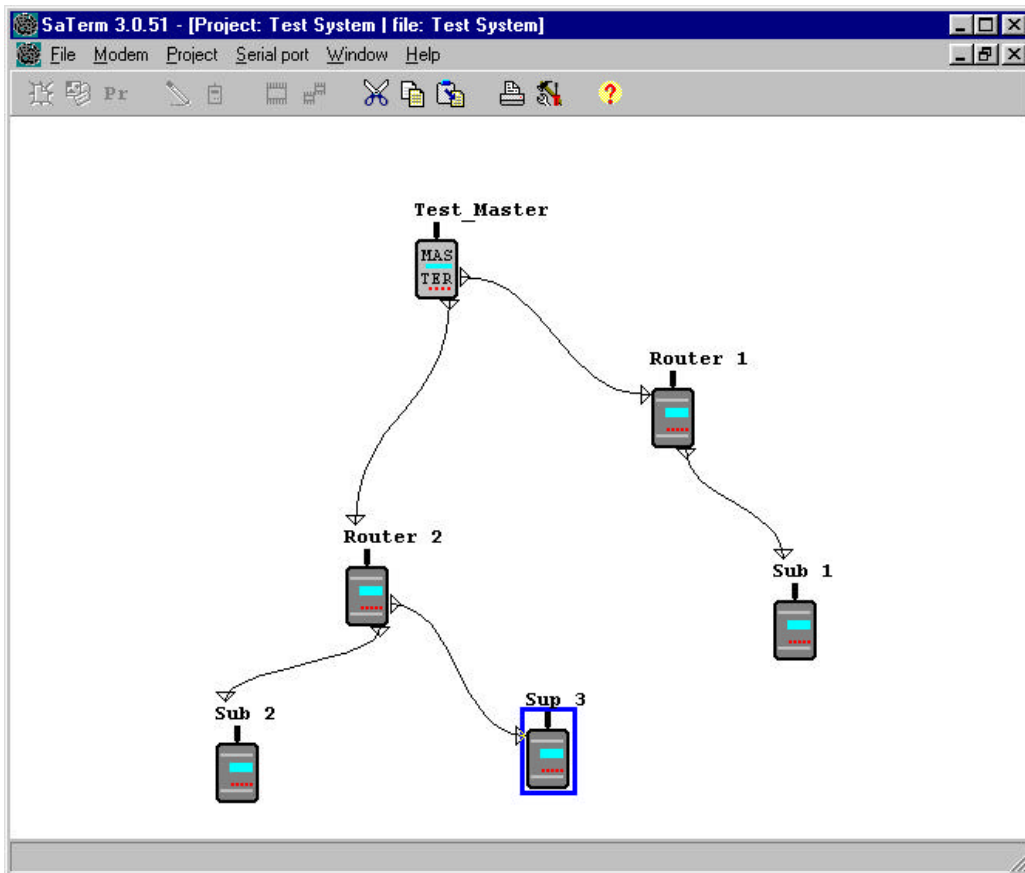 SaTerm 3.0.51 - [Project: Test System | file: Test System]
File Modem Project Serial port Window Help
Pr ?
Test_Master
MAS
TER
Router 1
Router 2
Sub 1
Sup 3
Sub 2